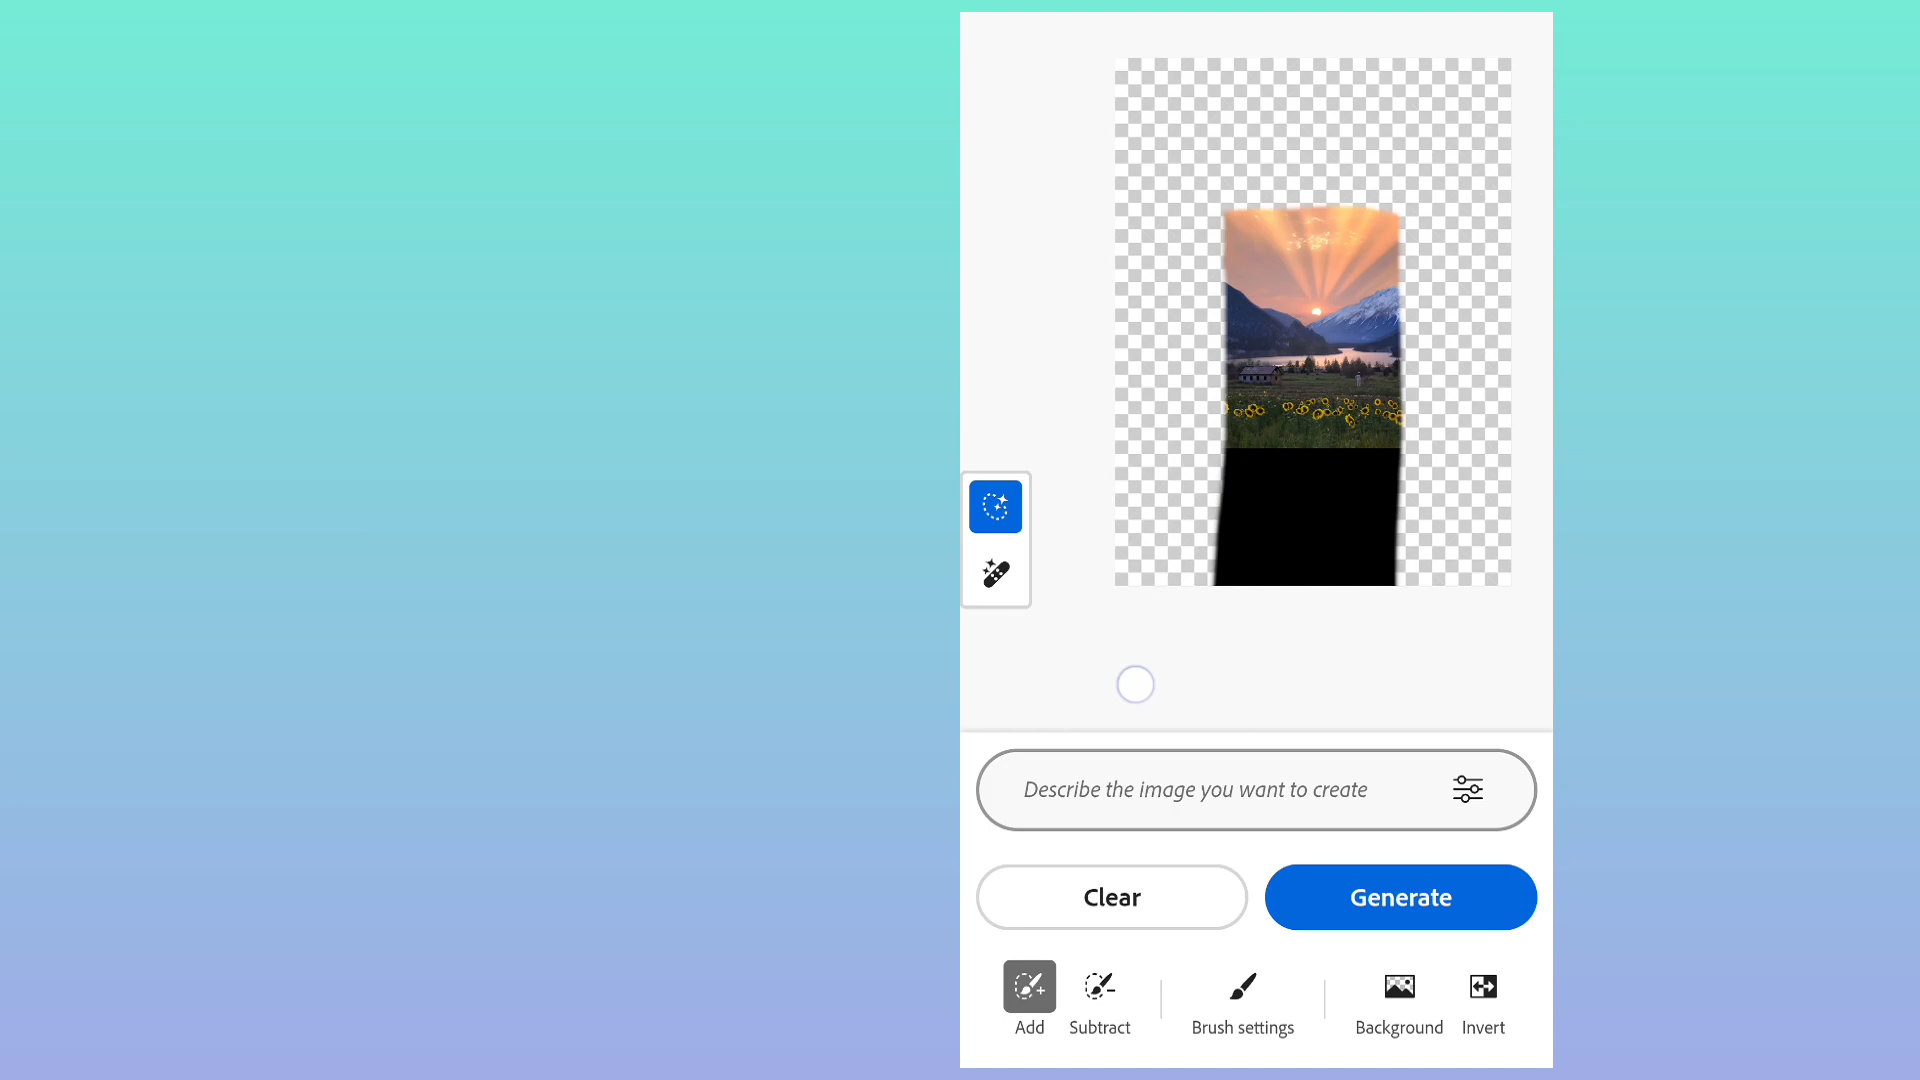 Describe the image you want to create
Clear
Generate
Add
Subtract
Brush settings
Background
Invert